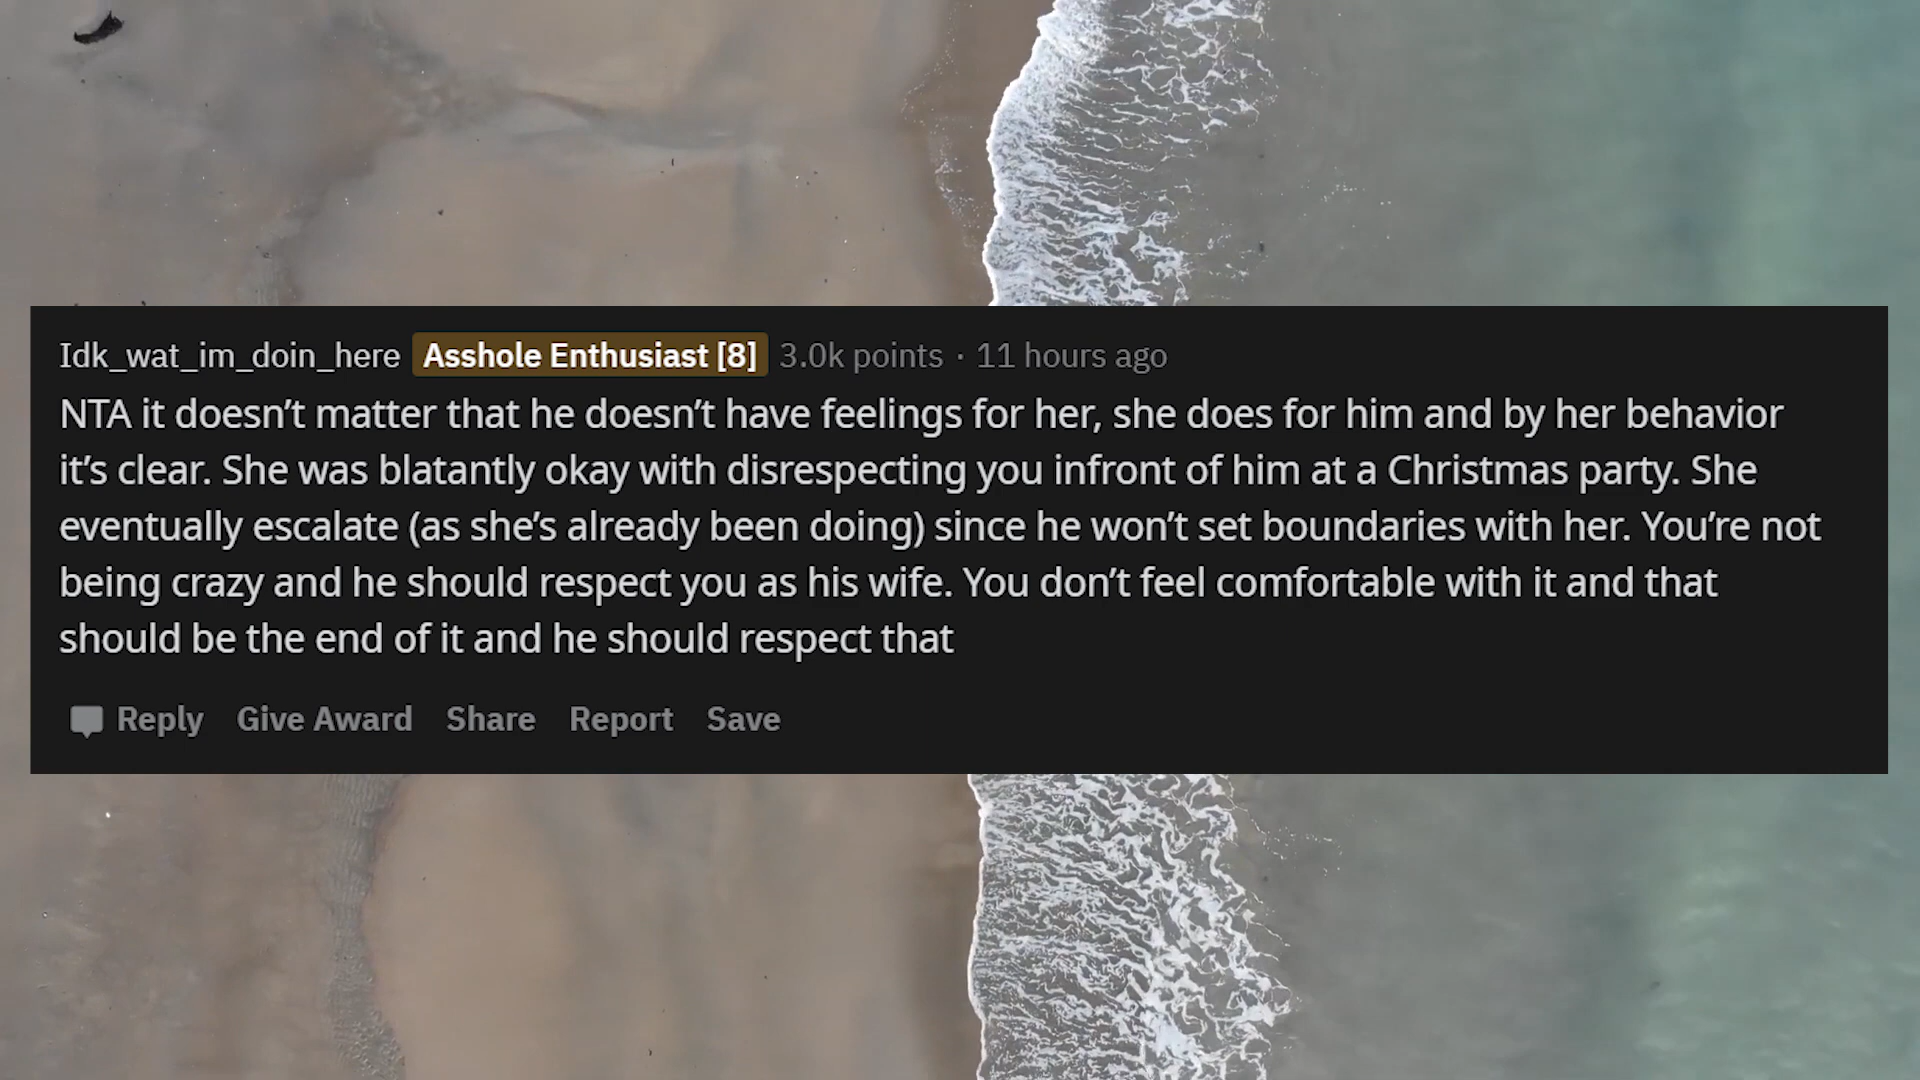 Idk_wat_im_doin_here Asshole Enthusiast [8] 3.0k points · 11 hours ago
NTA it doesn’t matter that he doesn’t have feelings for her, she does for him and by her behavior
it’s clear. She was blatantly okay with disrespecting you infront of him at a Christmas party. She
eventually escalate (as she’s already been doing) since he won’t set boundaries with her. You’re not
being crazy and he should respect you as his wife. You don’t feel comfortable with it and that
should be the end of it and he should respect that
Reply Give Award Share Report Save